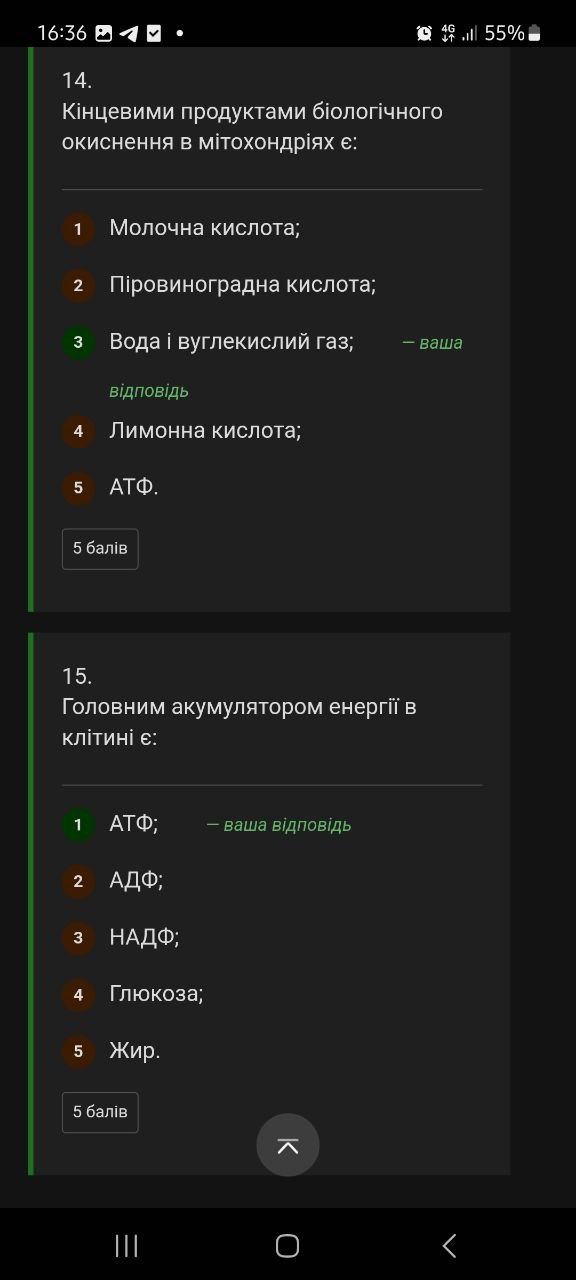 16:36
4G
55%
14.
Кінцевими продуктами біологічного
окиснення в мітохондріях є:
1 Молочна кислота;
2 Піровиноградна кислота;
3 Вода і вуглекислий газ; — ваша
відповідь
4 Лимонна кислота;
5 АТФ.
5 балів
15.
Головним акумулятором енергії в
клітині є:
1 АТФ; — ваша відповідь
2 АДФ;
3 НАДФ;
4 Глюкоза;
5 Жир.
5 балів